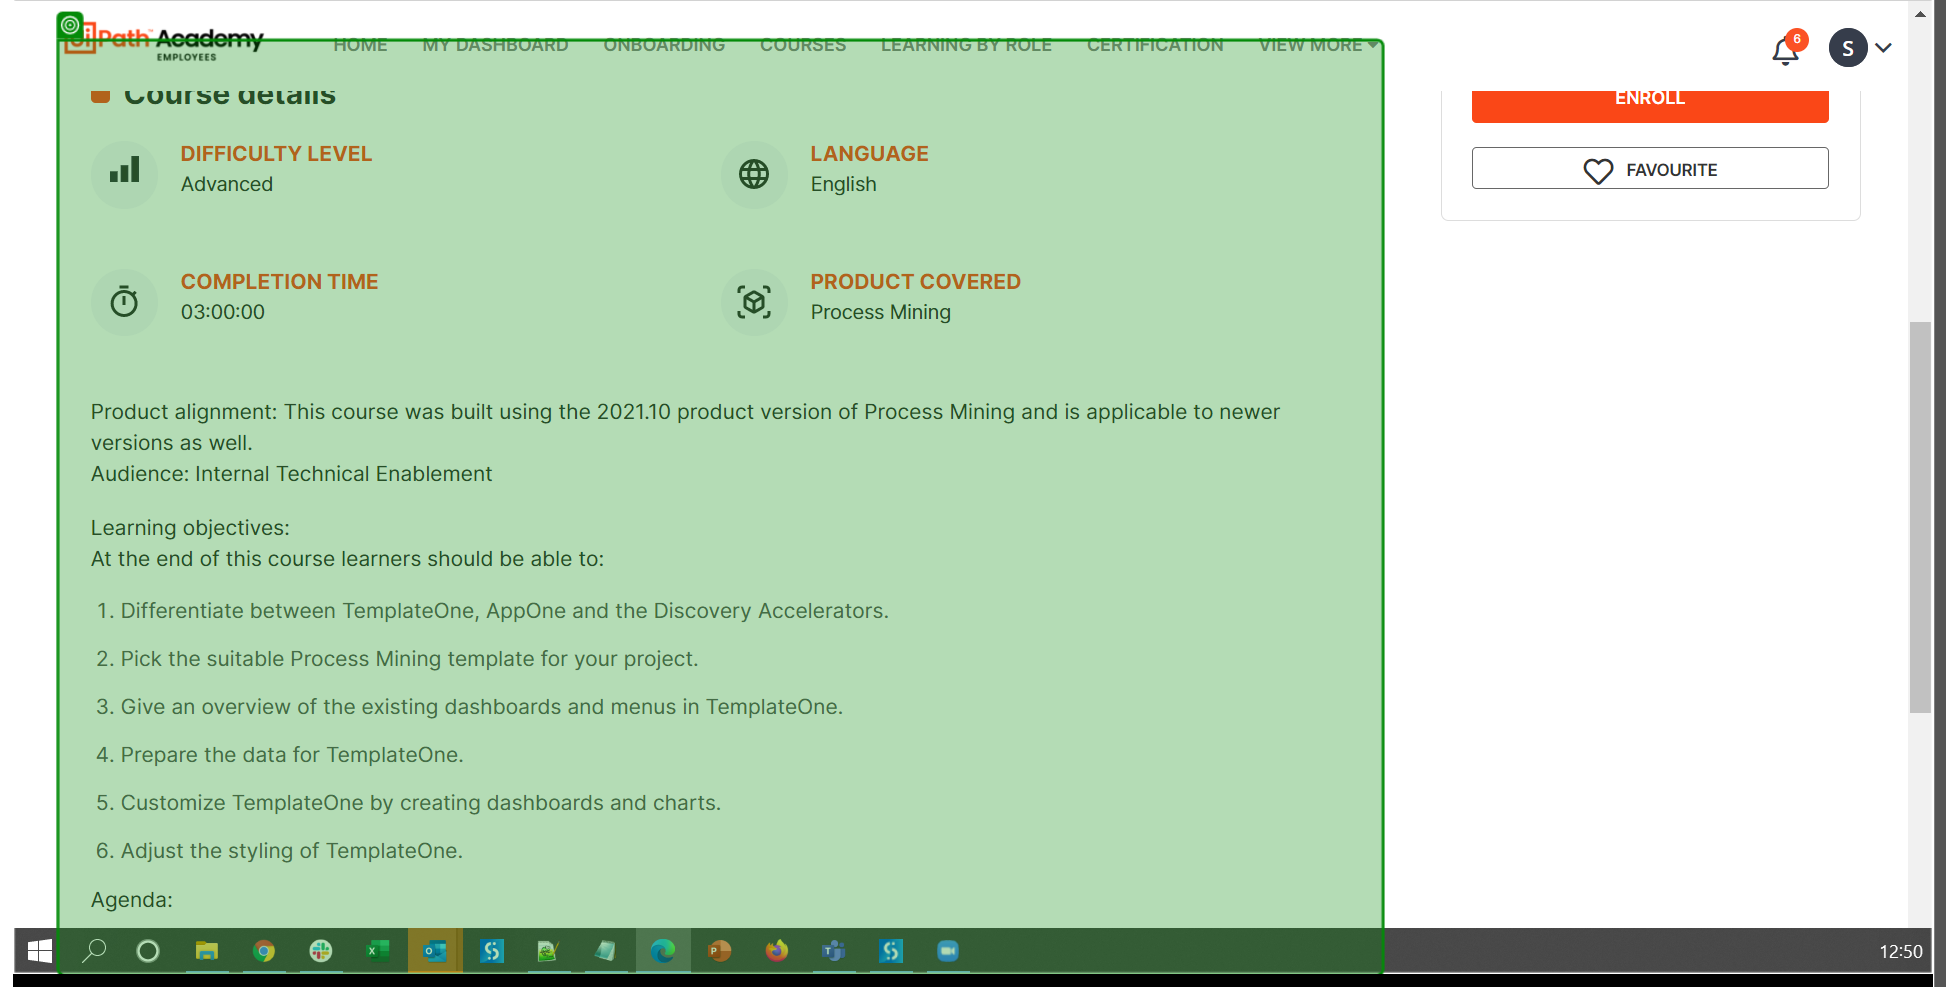 UiPath Academy
EMPLOYEES
HOME MY DASHBOARD ONBOARDING COURSES LEARNING BY ROLE CERTIFICATION VIEW MORE
6
S
Course details
ENROLL
FAVOURITE
DIFFICULTY LEVEL
Advanced
LANGUAGE
English
COMPLETION TIME
03:00:00
PRODUCT COVERED
Process Mining
Product alignment: This course was built using the 2021.10 product version of Process Mining and is applicable to newer
versions as well.
Audience: Internal Technical Enablement
Learning objectives:
At the end of this course learners should be able to:
1. Differentiate between TemplateOne, AppOne and the Discovery Accelerators.
2. Pick the suitable Process Mining template for your project.
3. Give an overview of the existing dashboards and menus in TemplateOne.
4. Prepare the data for TemplateOne.
5. Customize TemplateOne by creating dashboards and charts.
6. Adjust the styling of TemplateOne.
Agenda:
12:50